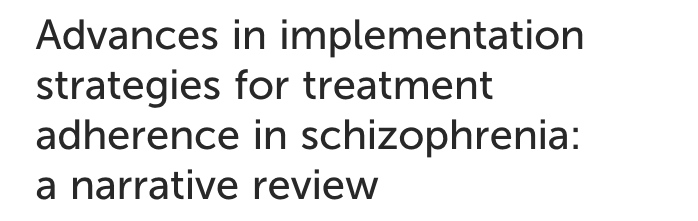 Advances in implementation
strategies for treatment
adherence in schizophrenia:
a narrative review